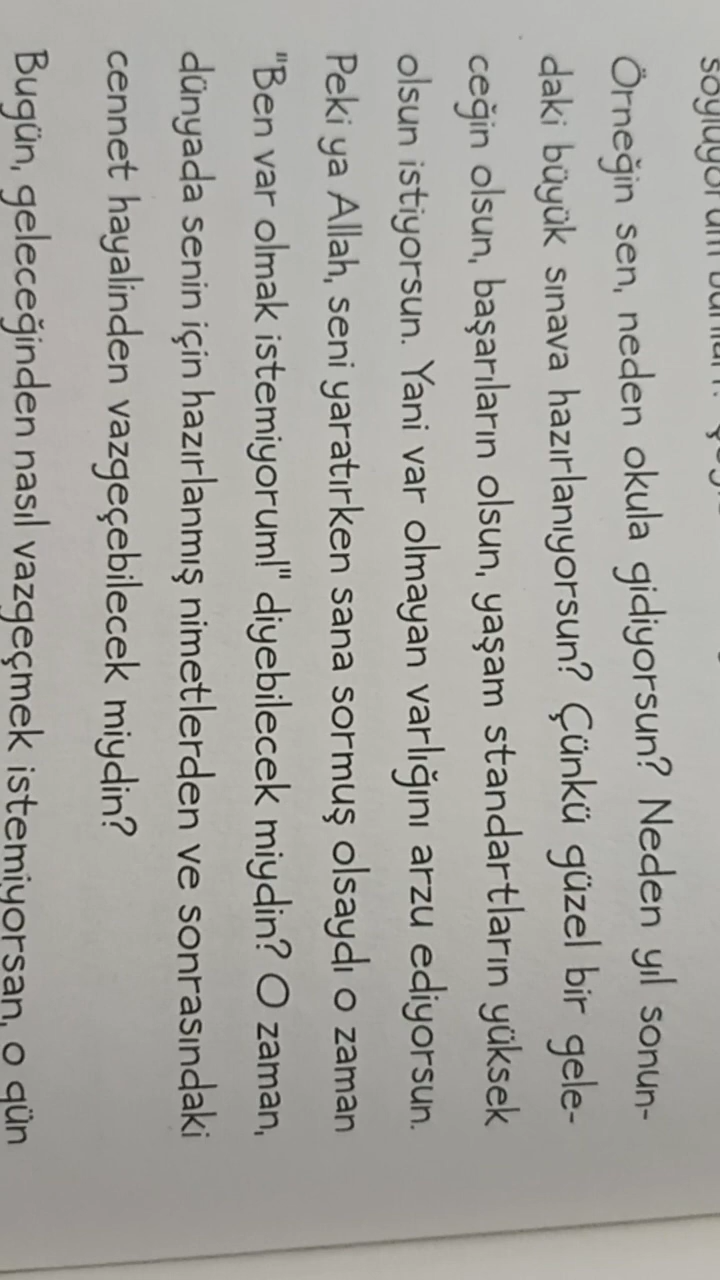 Örneğin sen, neden okula gidiyorsun? Neden yıl sonun-
daki büyük sınava hazırlanıyorsun? Çünkü güzel bir gele-
ceğin olsun, başarıların olsun, yaşam standartların yüksek
olsun istiyorsun. Yani var olmayan varlığını arzu ediyorsun.
Peki ya Allah, seni yaratırken sana sormuş olsaydı o zaman
"Ben var olmak istemiyorum!" diyebilecek miydin? O zaman,
dünyada senin için hazırlanmış nimetlerden ve sonrasındaki
cennet hayalinden vazgeçebilecek miydin?
Bugün, geleceğinden nasıl vazgeçmek istemiyorsan, o gün